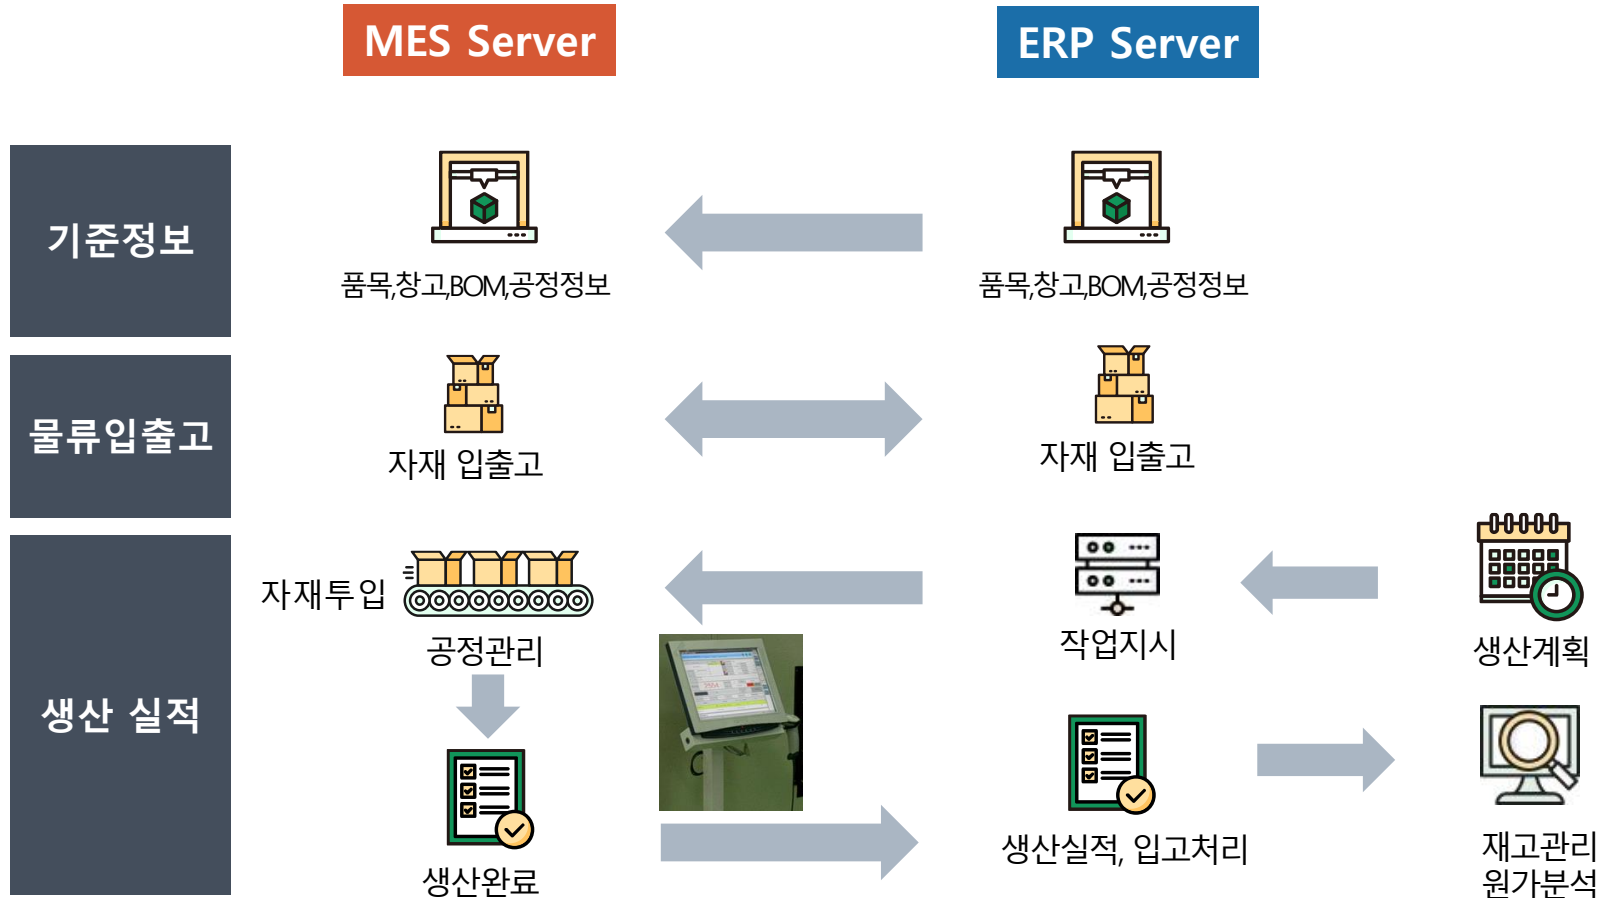 MES Server
ERP Server
기준정보
품목,창고,BOM,공정정보
품목,창고,BOM,공정정보
물류입출고
자재 입출고
자재 입출고
생산 실적
자재투입
공정관리
작업지시
생산계획
생산완료
생산실적, 입고처리
재고관리
원가분석